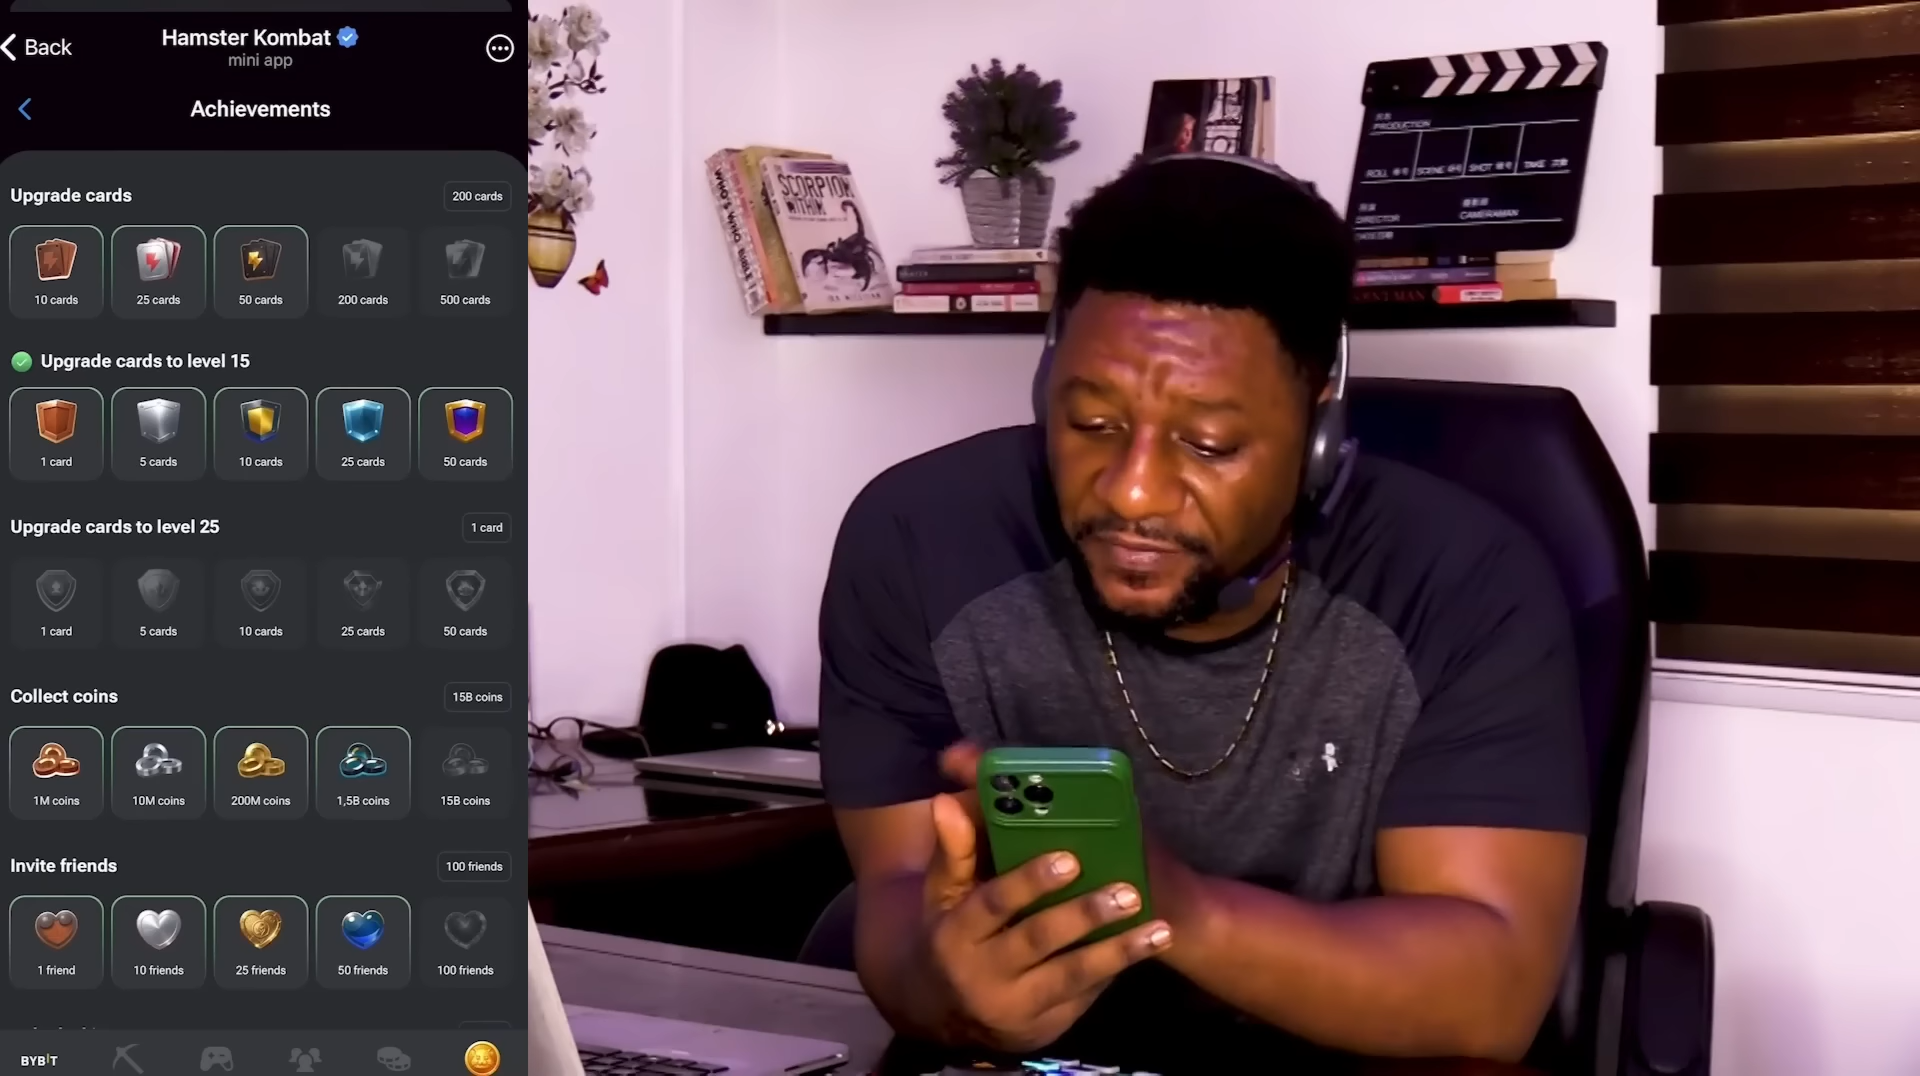 Back
Hamster Kombat
mini app
Achievements
Upgrade cards
200 cards
10 cards
25 cards
50 cards
200 cards
500 cards
Upgrade cards to level 15
1 card
5 cards
10 cards
25 cards
50 cards
Upgrade cards to level 25
1 card
1 card
5 cards
10 cards
25 cards
50 cards
Collect coins
15B coins
1M coins
10M coins
200M coins
1,5B coins
15B coins
Invite friends
100 friends
1 friend
10 friends
25 friends
50 friends
100 friends
BYBIT
WHO'S WHO
SCORPION
WITHIN
PRODUCTION
ROLL
SCENE
SHOT
TAKE
DIRECTOR
CAMERAMAN